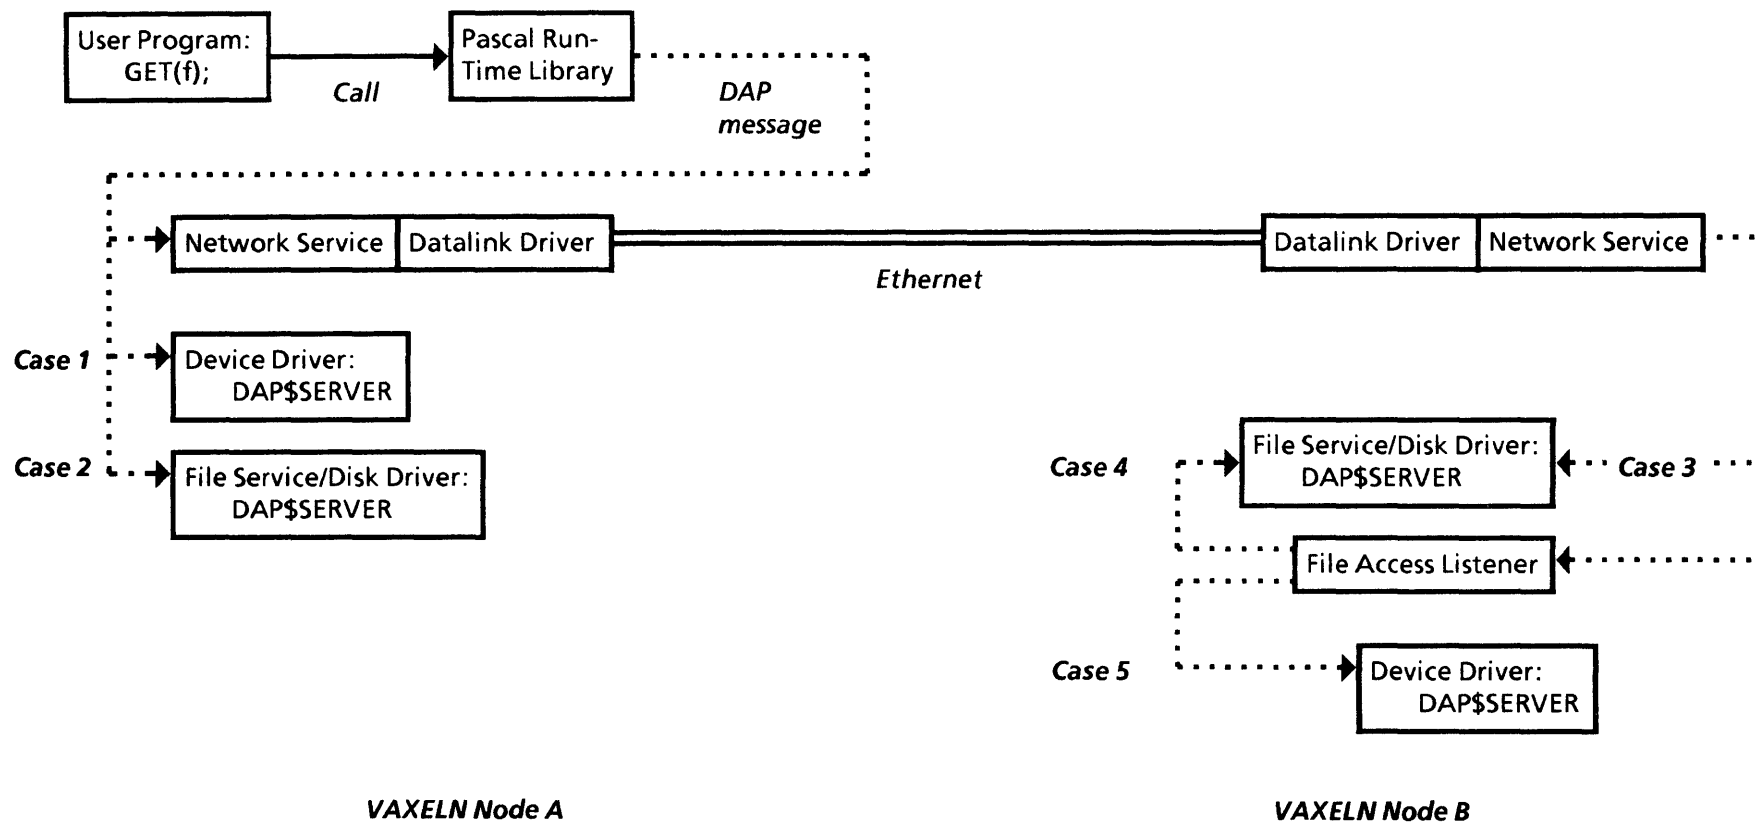 User Program:
GET(f);
Call
Pascal Run-
Time Library
DAP
message
Network Service
Datalink Driver
Ethernet
Datalink Driver
Network Service
Case 1
Device Driver:
DAP$SERVER
Case 2
File Service/Disk Driver:
DAP$SERVER
Case 4
File Service/Disk Driver:
DAP$SERVER
Case 3
File Access Listener
Case 5
Device Driver:
DAP$SERVER
VAXELN Node A
VAXELN Node B